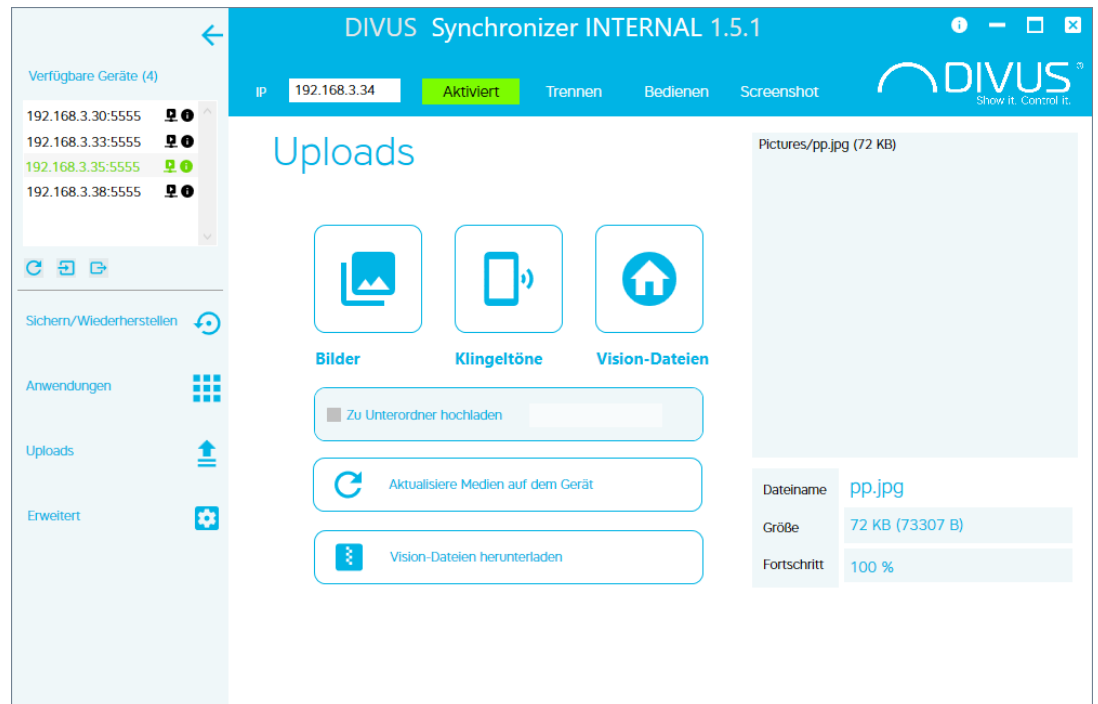 DIVUS Synchronizer INTERNAL 1.5.1
Verfügbare Geräte (4)
192.168.3.30:5555
192.168.3.33:5555
192.168.3.35:5555
192.168.3.38:5555
Sichern/Wiederherstellen
Anwendungen
Uploads
Erweitert
IP 192.168.3.34 Aktiviert Trennen Bedienen Screenshot
DIVUS®
Show it. Control it.
Uploads
Bilder Klingeltöne Vision-Dateien
Zu Unterordner hochladen
Aktualisiere Medien auf dem Gerät
Vision-Dateien herunterladen
Pictures/pp.jpg (72 KB)
Dateiname pp.jpg
Größe 72 KB (73307 B)
Fortschritt 100 %